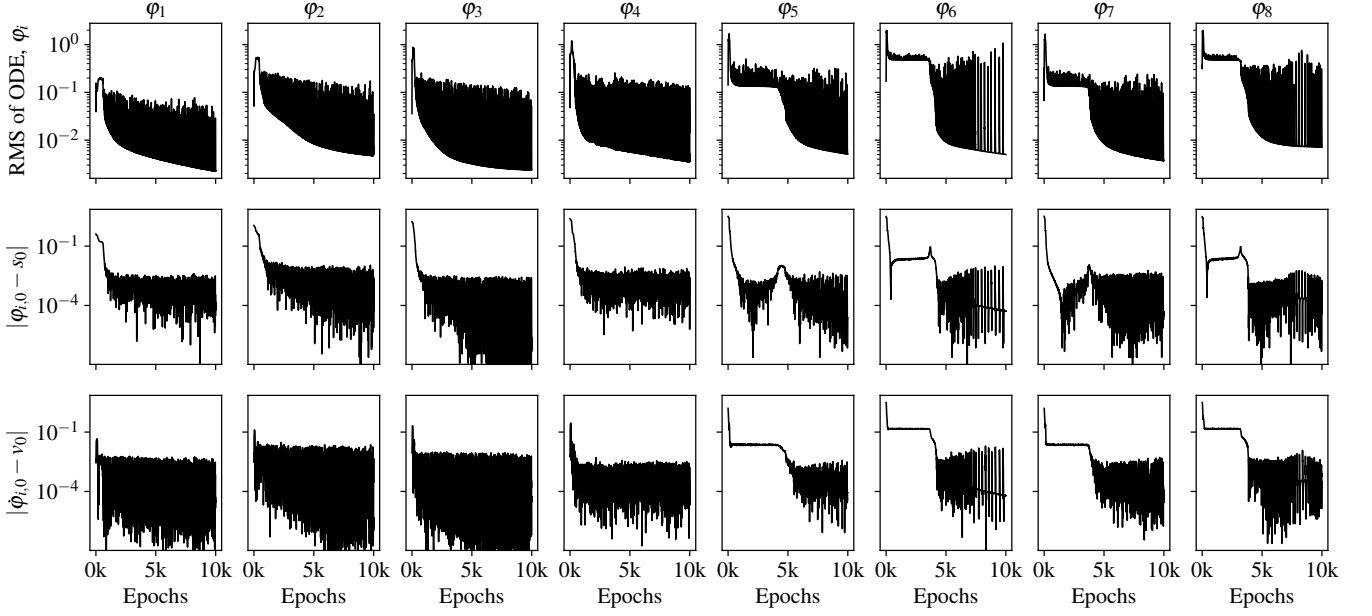 φ₁ φ₂ φ₃ φ₄ φ₅ φ₆ φ₇ φ₈
RMS of ODE, φᵢ
10⁰
10⁻¹
10⁻²
|φᵢ,₀ − s₀|
10⁻¹
10⁻⁴
|φ̇ᵢ,₀ − v₀|
10⁻¹
10⁻⁴
0k 5k 10k 0k 5k 10k 0k 5k 10k 0k 5k 10k 0k 5k 10k 0k 5k 10k 0k 5k 10k 0k 5k 10k
Epochs Epochs Epochs Epochs Epochs Epochs Epochs Epochs